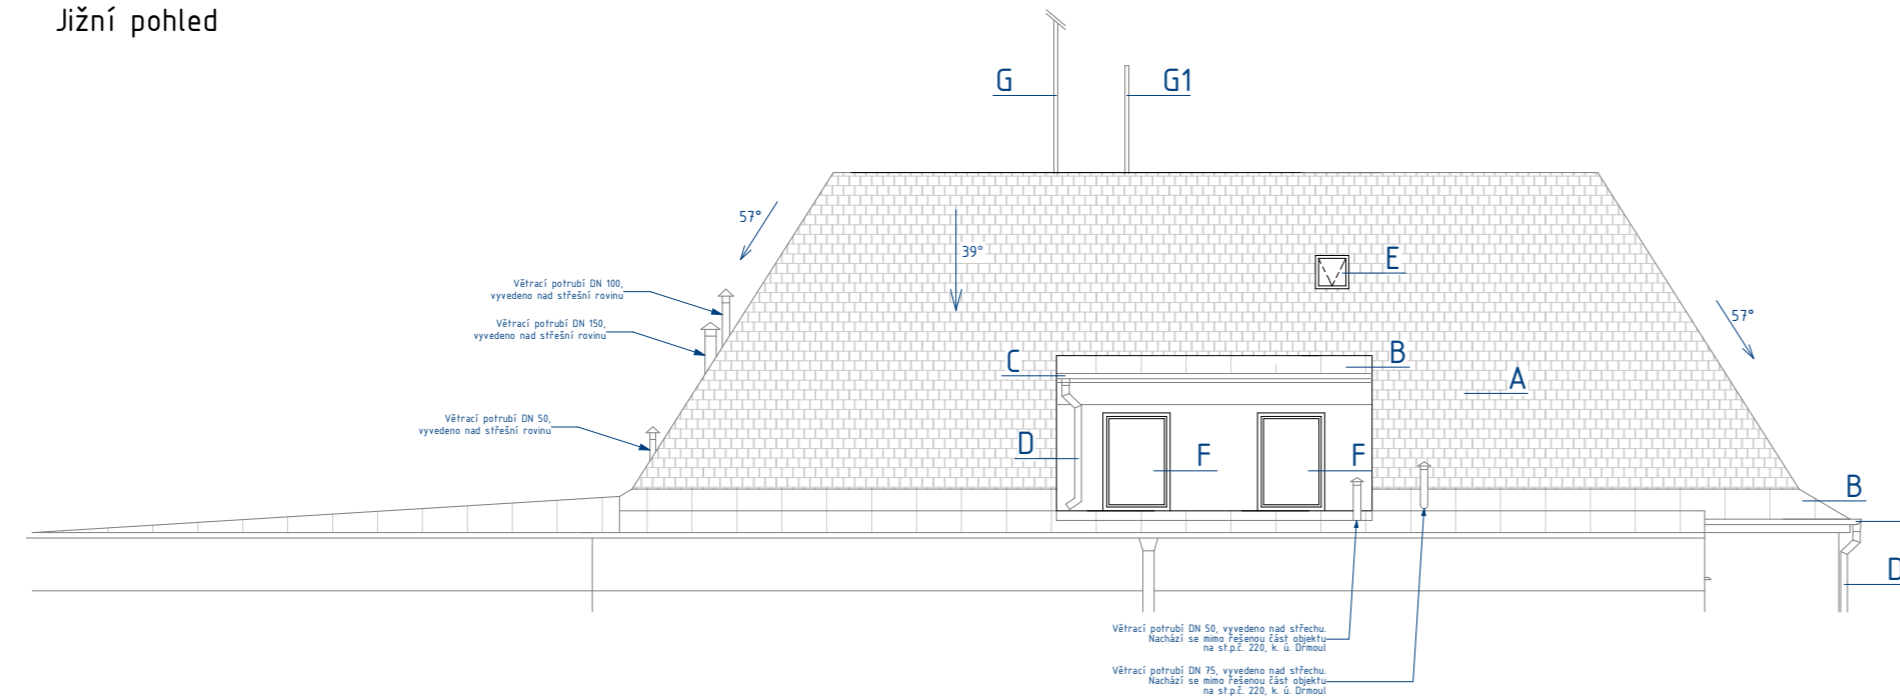 Jižní pohled
G
G1
57°
39°
E
Větrací potrubí DN 100,
vyvedeno nad střešní rovinu
57°
Větrací potrubí DN 150,
vyvedeno nad střešní rovinu
C
B
A
Větrací potrubí DN 50,
vyvedeno nad střešní rovinu
D
F
F
B
D
Větrací potrubí DN 50, vyvedeno nad střechu.
Nachází se mimo řešenou část objektu
na st.p.č. 220, k. ú. Drmoul
Větrací potrubí DN 75, vyvedeno nad střechu.
Nachází se mimo řešenou část objektu
na st.p.č. 220, k. ú. Drmoul